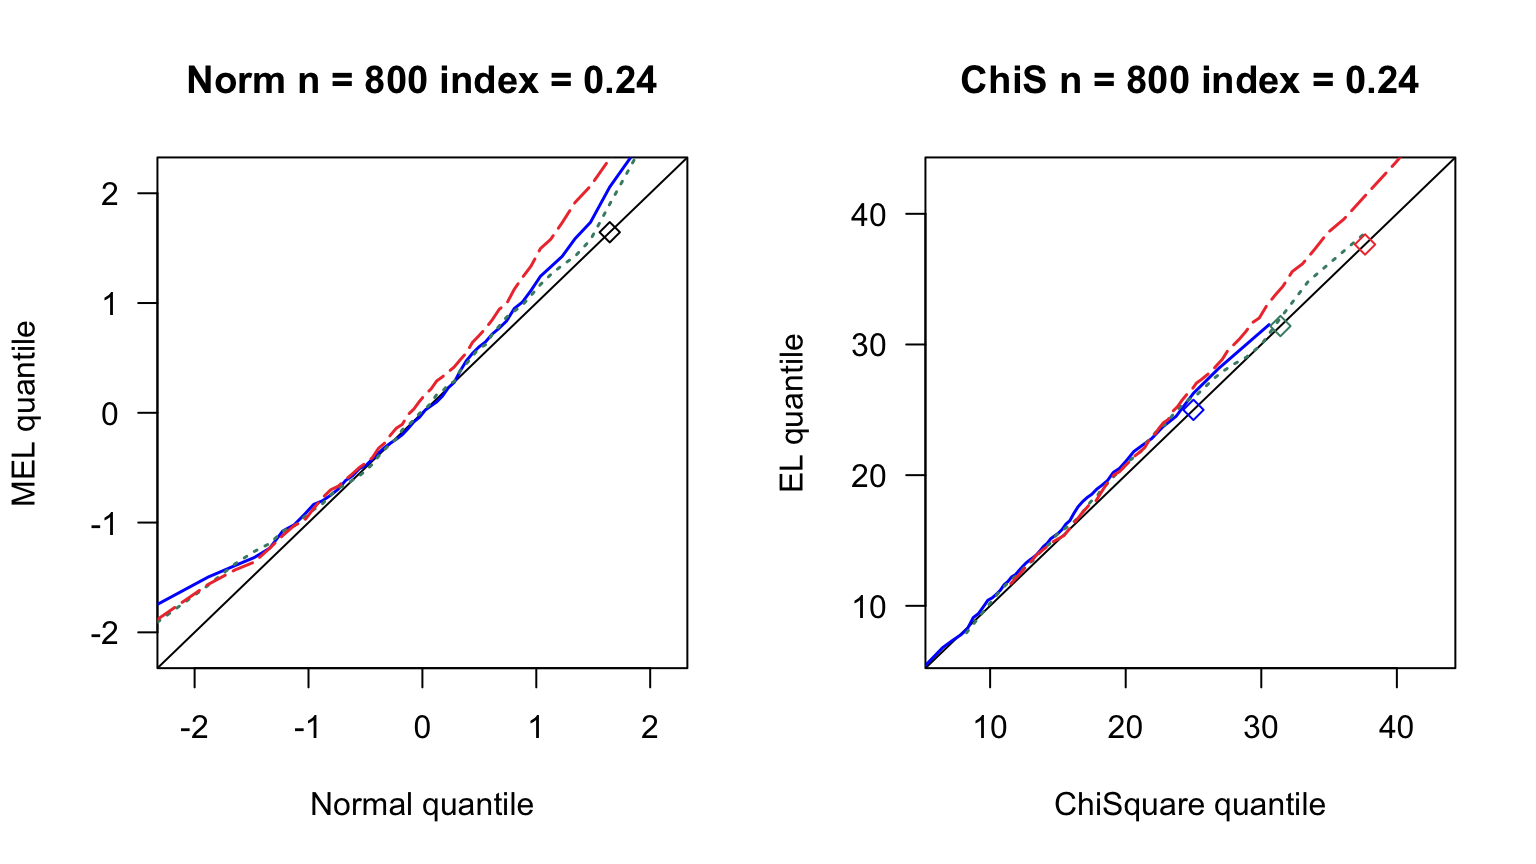 Norm n = 800 index = 0.24
MEL quantile
2
1
0
-1
-2
-2 -1 0 1 2
Normal quantile
ChiS n = 800 index = 0.24
EL quantile
40
30
20
10
10 20 30 40
ChiSquare quantile